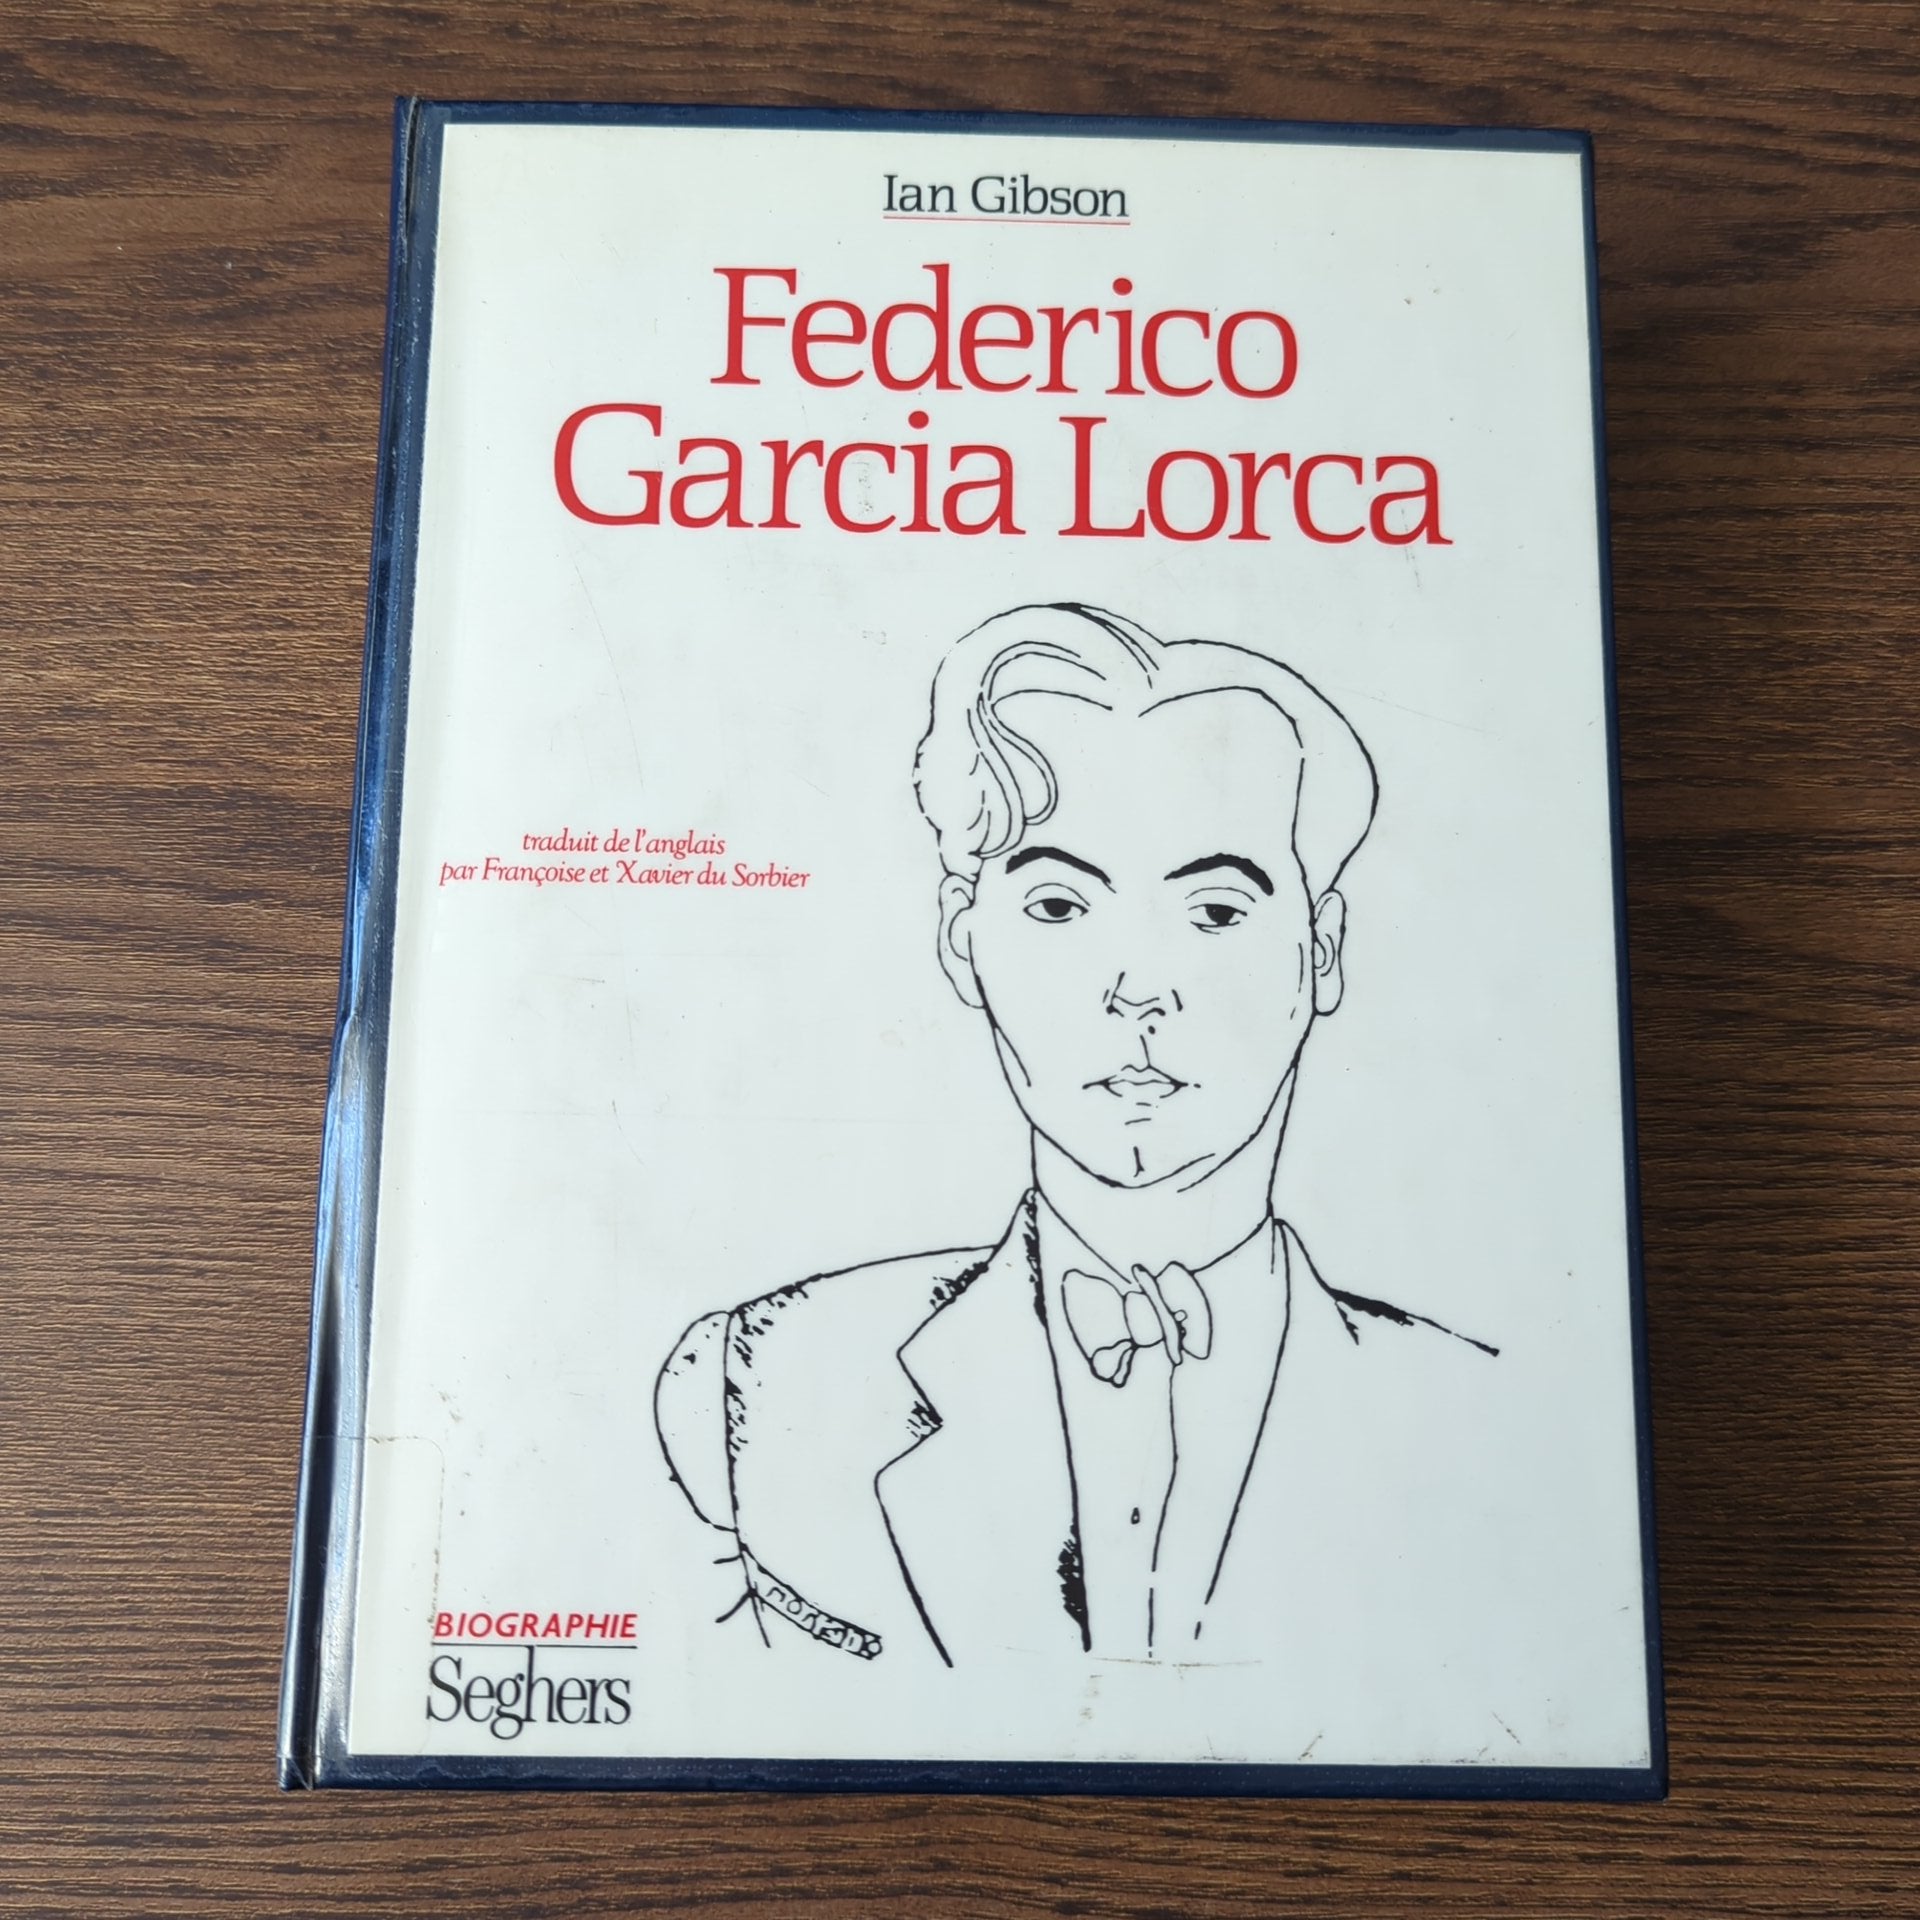 Ian Gibson
Federico
Garcia Lorca
traduit de l'anglais
par Françoise et Xavier du Sorbier
BIOGRAPHIE
Seghers